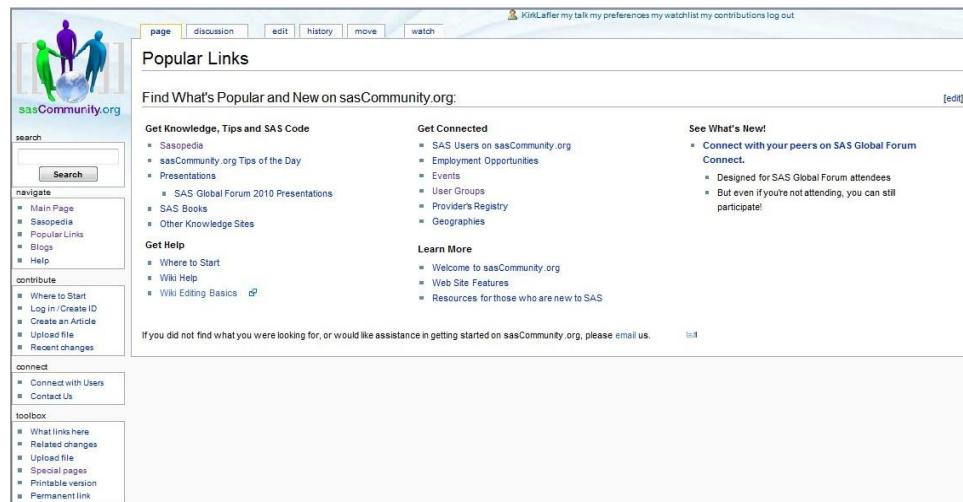 KirkLafler my talk my preferences my watchlist my contributions log out
page discussion edit history move watch
sasCommunity.org
search
Search
navigate
Main Page
Sasopedia
Popular Links
Blogs
Help
contribute
Where to Start
Log in / Create ID
Create an Article
Upload file
Recent changes
connect
Connect with Users
Contact Us
toolbox
What links here
Related changes
Upload file
Special pages
Printable version
Permanent link
Popular Links
Find What's Popular and New on sasCommunity.org:
[edit]
Get Knowledge, Tips and SAS Code
Sasopedia
sasCommunity.org Tips of the Day
Presentations
SAS Global Forum 2010 Presentations
SAS Books
Other Knowledge Sites
Get Help
Where to Start
Wiki Help
Wiki Editing Basics
Get Connected
SAS Users on sasCommunity.org
Employment Opportunities
Events
User Groups
Provider's Registry
Geographies
Learn More
Welcome to sasCommunity.org
Web Site Features
Resources for those who are new to SAS
See What's New!
Connect with your peers on SAS Global Forum
Connect.
Designed for SAS Global Forum attendees
But even if you're not attending, you can still
participate!
If you did not find what you were looking for, or would like assistance in getting started on sasCommunity.org, please email us.